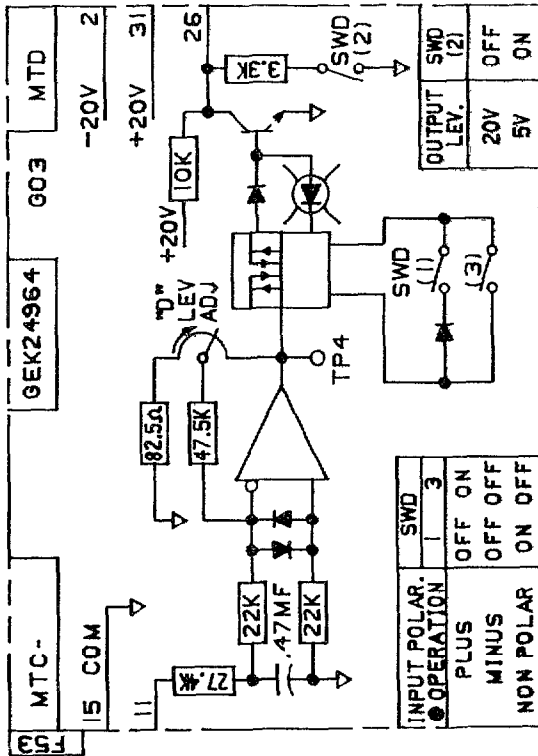 F53
MTC-
GEK24964
G03
MTD
15 COM
-20V 2
+20V 31
11
26
27.4K
22K
.47MF
22K
82.5Ω
47.5K
"D"
LEV
ADJ
TP4
+20V
10K
3.3K
SWD
(2)
SWD
(1)
(3)
INPUT POLAR. SWD
@ OPERATION 1 3
PLUS OFF ON
MINUS OFF OFF
NON POLAR ON OFF
OUTPUT SWD
LEV. (2)
20V OFF
5V ON